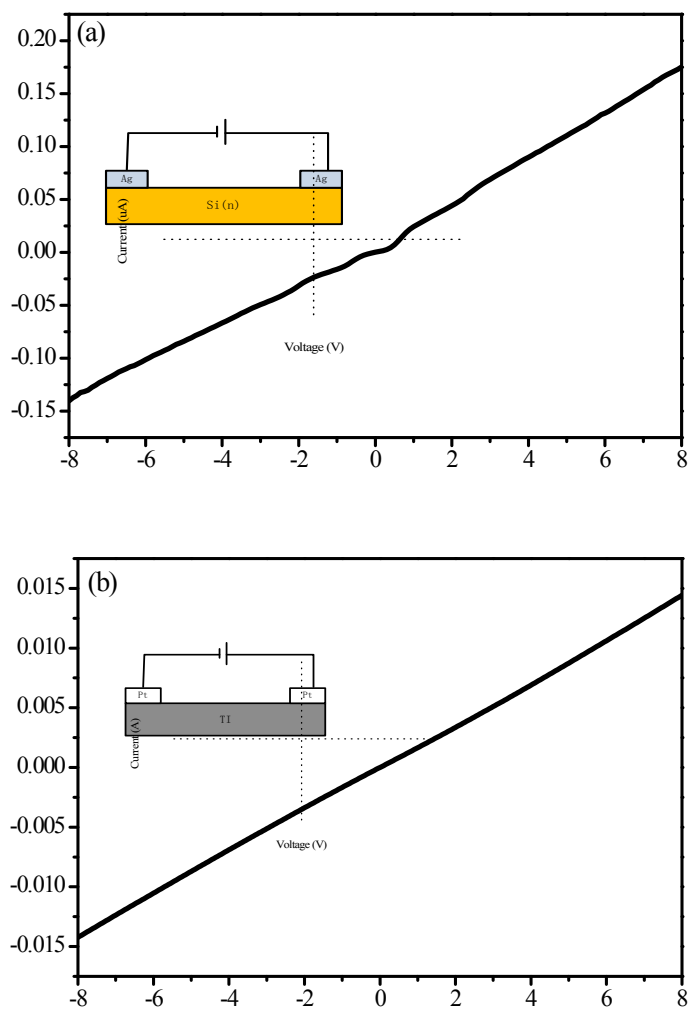 (a)
0.20
0.15
0.10
0.05
0.00
-0.05
-0.10
-0.15
Ag
Ag
Si(n)
Current (uA)
Voltage (V)
-8 -6 -4 -2 0 2 4 6 8
(b)
0.015
0.010
0.005
0.000
-0.005
-0.010
-0.015
Pt
Pt
TI
Current (A)
Voltage (V)
-8 -6 -4 -2 0 2 4 6 8